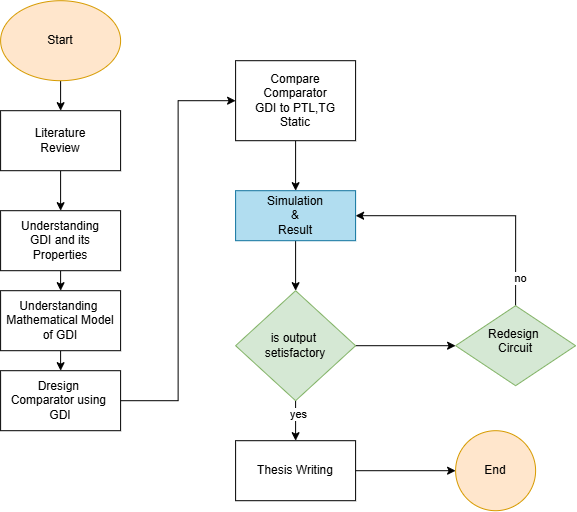 Start
Literature
Review
Understanding
GDI and its
Properties
Understanding
Mathematical Model
of GDI
Dresign
Comparator using
GDI
Compare
Comparator
GDI to PTL,TG
Static
Simulation
&
Result
is output
setisfactory
no
Redesign
Circuit
yes
Thesis Writing
End